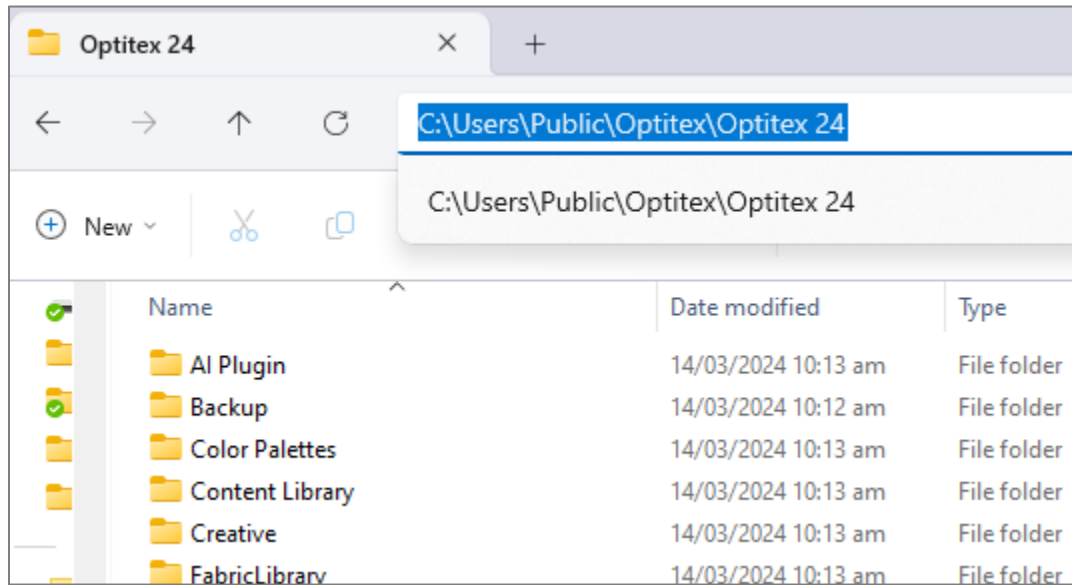 Optitex 24
C:\Users\Public\Optitex\Optitex 24
C:\Users\Public\Optitex\Optitex 24
New
Name Date modified Type
AI Plugin 14/03/2024 10:13 am File folder
Backup 14/03/2024 10:12 am File folder
Color Palettes 14/03/2024 10:13 am File folder
Content Library 14/03/2024 10:13 am File folder
Creative 14/03/2024 10:13 am File folder
FabricLibrary 14/03/2024 10:13 am File folder